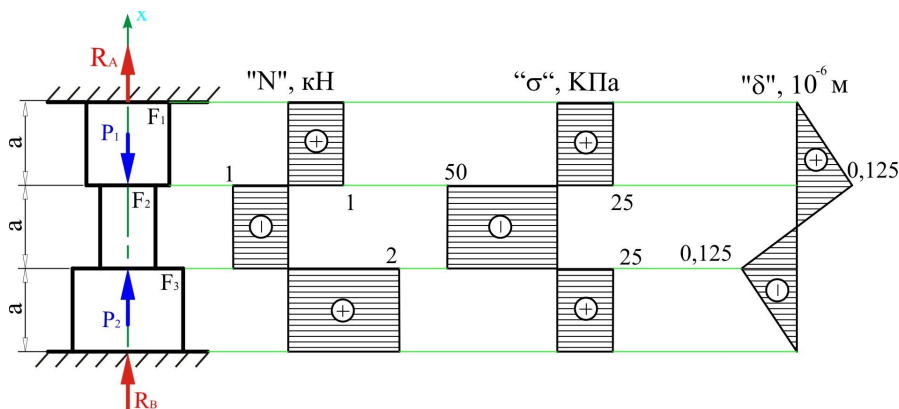 x
R_A
"N", кН
“σ“, КПа
"δ", 10⁻⁶ м
a
P₁
F₁
+
+
+
1
50
0,125
F₂
1
25
a
−
−
2
25
0,125
F₃
a
P₂
+
+
−
R_B